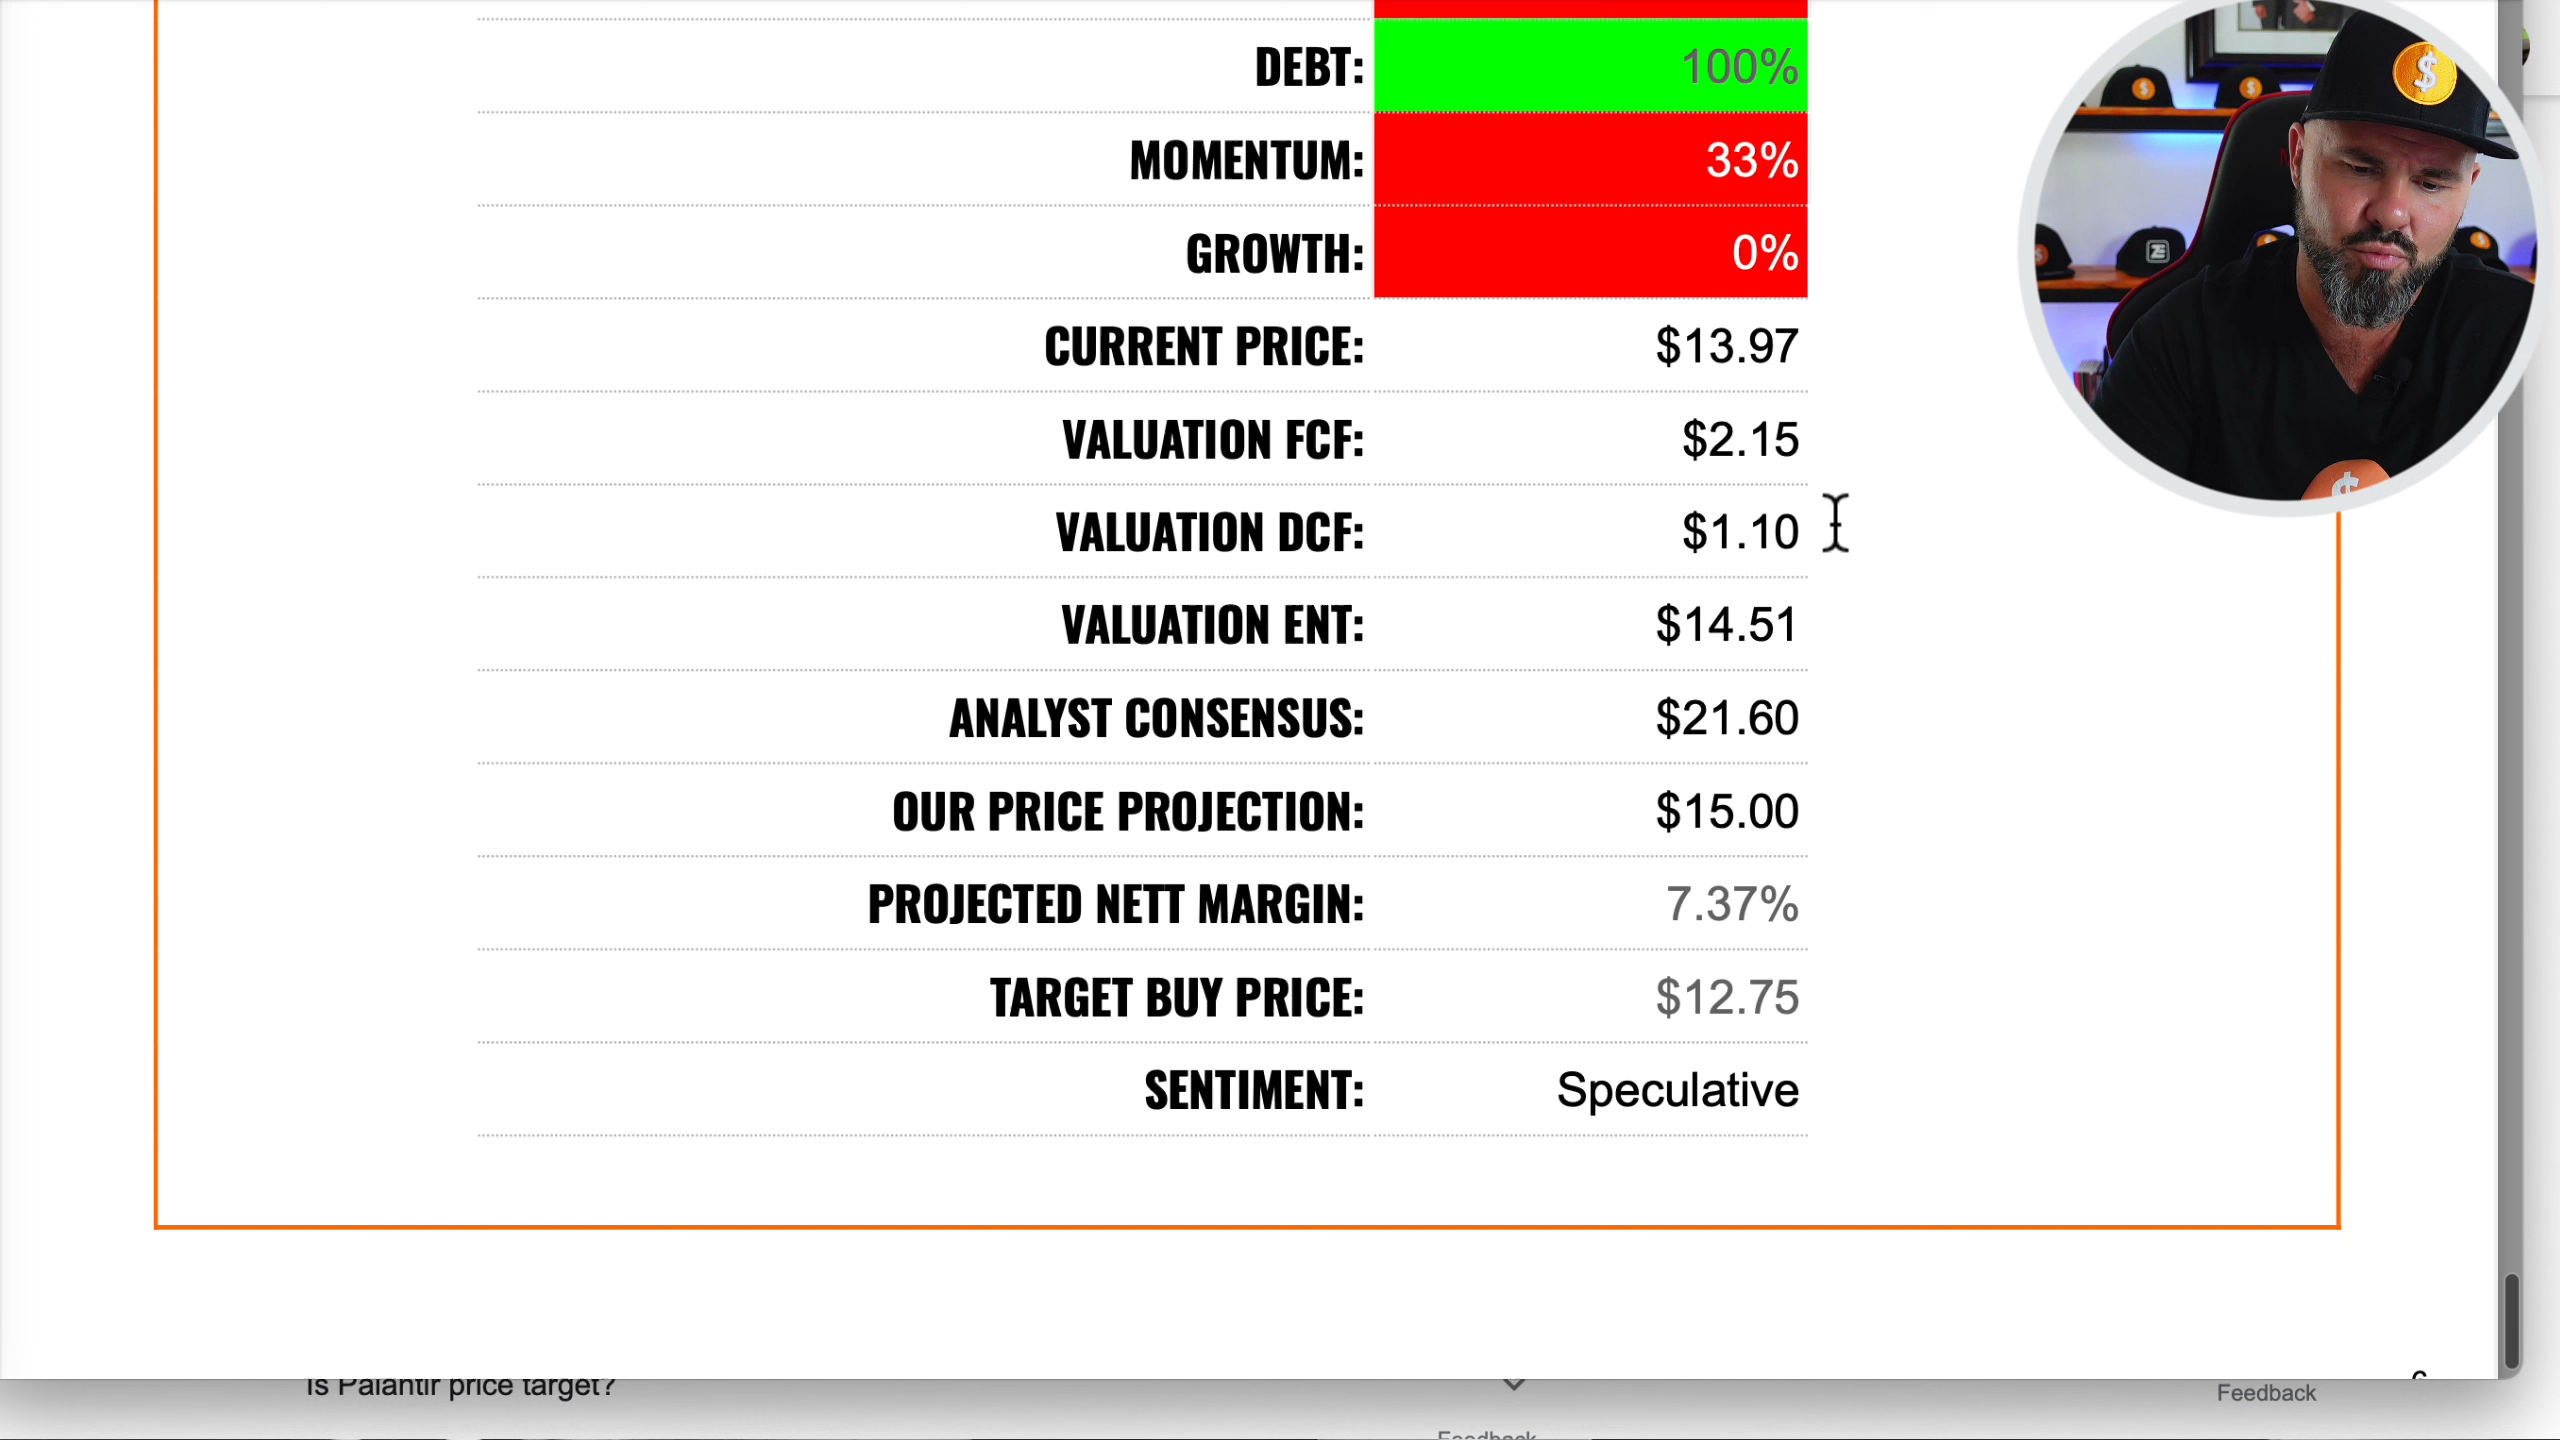 DEBT: 100%
MOMENTUM: 33%
GROWTH: 0%
CURRENT PRICE: $13.97
VALUATION FCF: $2.15
VALUATION DCF: $1.10
VALUATION ENT: $14.51
ANALYST CONSENSUS: $21.60
OUR PRICE PROJECTION: $15.00
PROJECTED NETT MARGIN: 7.37%
TARGET BUY PRICE: $12.75
SENTIMENT: Speculative
Is Palantir price target?
Feedback
Feedback